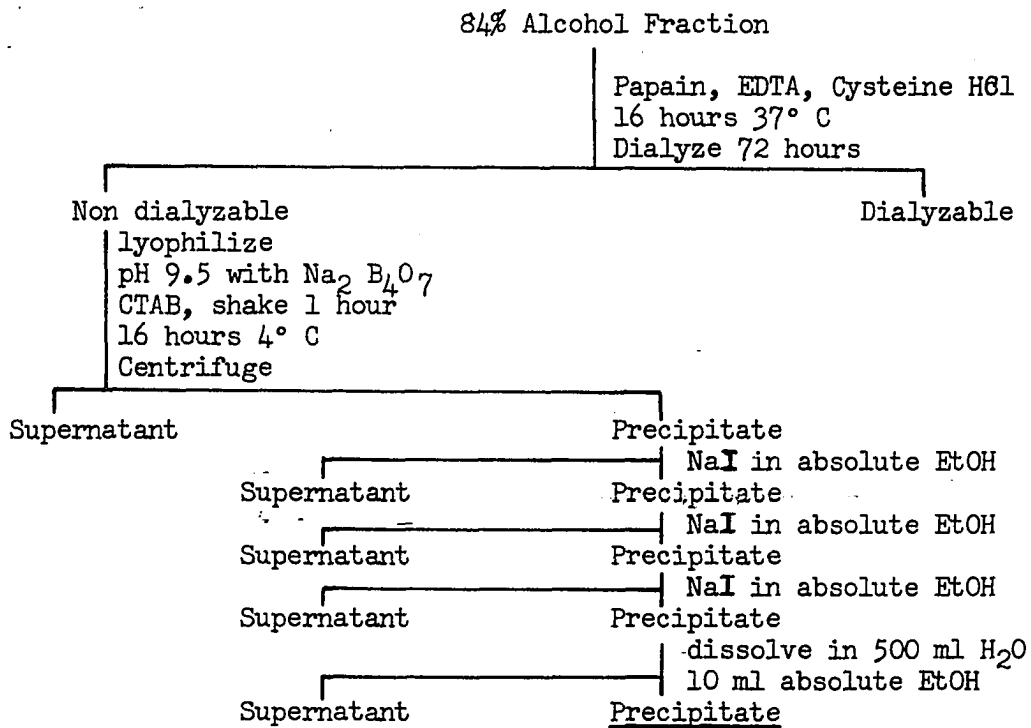 84% Alcohol Fraction
Papain, EDTA, Cysteine HCl
16 hours 37° C
Dialyze 72 hours
Non dialyzable
Dialyzable
lyophilize
pH 9.5 with Na2 B4O7
CTAB, shake 1 hour
16 hours 4° C
Centrifuge
Supernatant
Precipitate
NaI in absolute EtOH
Supernatant
Precipitate
NaI in absolute EtOH
Supernatant
Precipitate
NaI in absolute EtOH
Supernatant
Precipitate
dissolve in 500 ml H2O
10 ml absolute EtOH
Supernatant
Precipitate